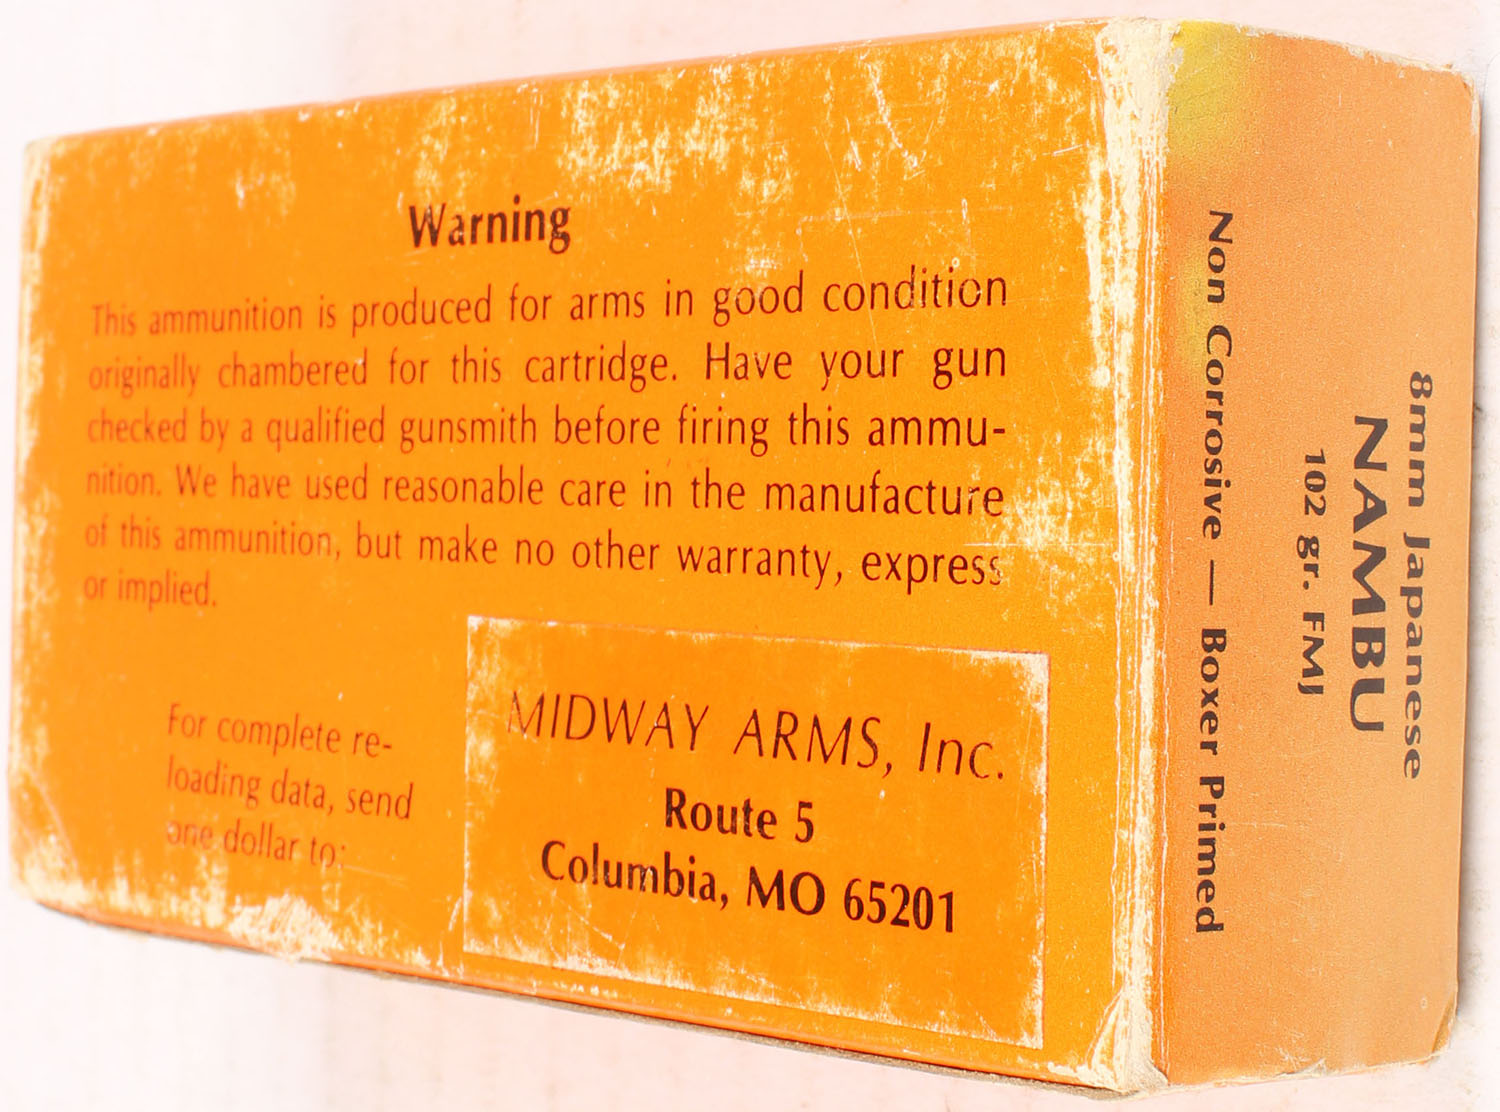 Warning
This ammunition is produced for arms in good condition
originally chambered for this cartridge. Have your gun
checked by a qualified gunsmith before firing this ammu-
nition. We have used reasonable care in the manufacture
of this ammunition, but make no other warranty, express
or implied.
For complete re-
loading data, send
one dollar to:
MIDWAY ARMS, Inc.
Route 5
Columbia, MO 65201
8mm Japanese
NAMBU
102 gr. FMJ
Non Corrosive — Boxer Primed